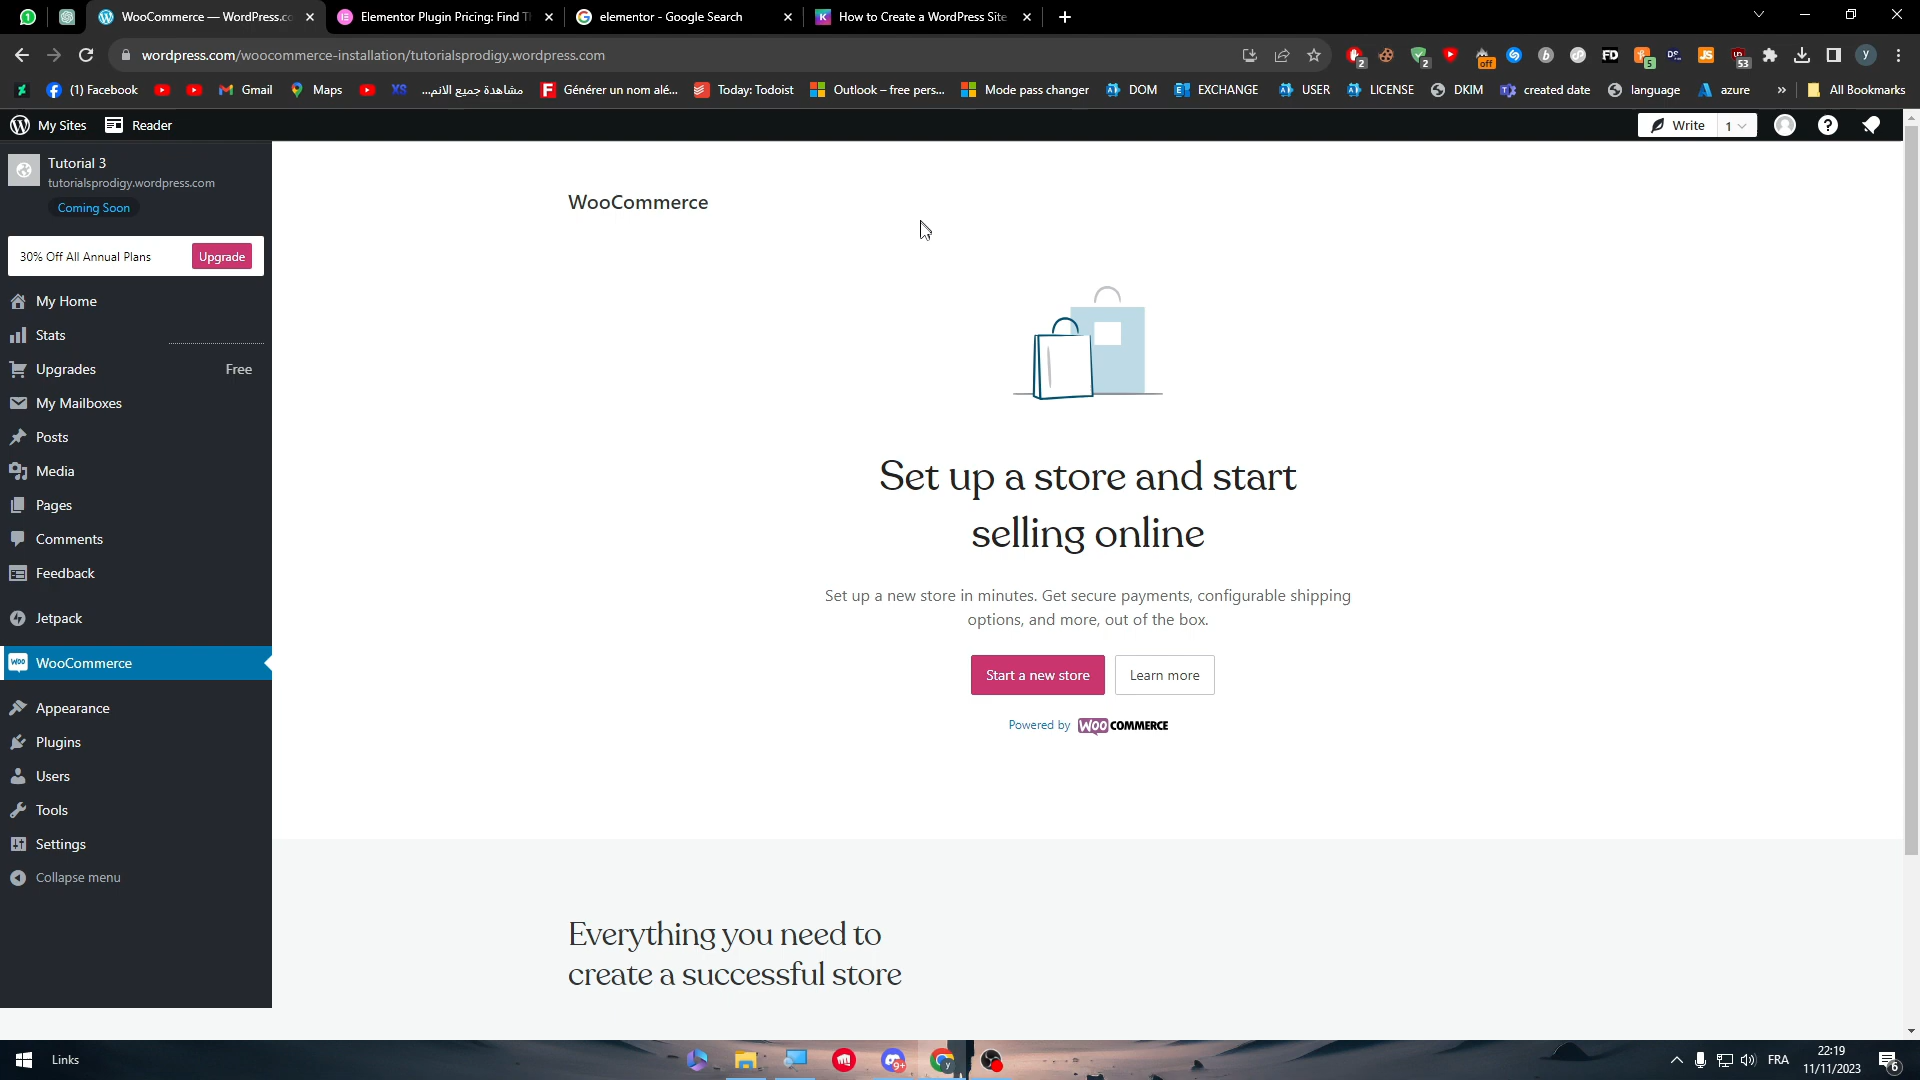 WooCommerce — WordPress.co
Elementor Plugin Pricing: Find T
elementor - Google Search
How to Create a WordPress Site
wordpress.com/woocommerce-installation/tutorialsprodigy.wordpress.com
(1) Facebook
Gmail
Maps
XS
مشاهدة جميع الانم...
Générer un nom alé...
Today: Todoist
Outlook – free pers...
Mode pass changer
DOM
EXCHANGE
USER
LICENSE
DKIM
created date
language
azure
»
All Bookmarks
My Sites
Reader
Write
1
Tutorial 3
tutorialsprodigy.wordpress.com
Coming Soon
30% Off All Annual Plans
Upgrade
My Home
Stats
Upgrades
Free
My Mailboxes
Posts
Media
Pages
Comments
Feedback
Jetpack
WooCommerce
Appearance
Plugins
Users
Tools
Settings
Collapse menu
WooCommerce
Set up a store and start
selling online
Set up a new store in minutes. Get secure payments, configurable shipping
options, and more, out of the box.
Start a new store
Learn more
Powered by WOO COMMERCE
Everything you need to
create a successful store
Links
FRA
22:19
11/11/2023
6